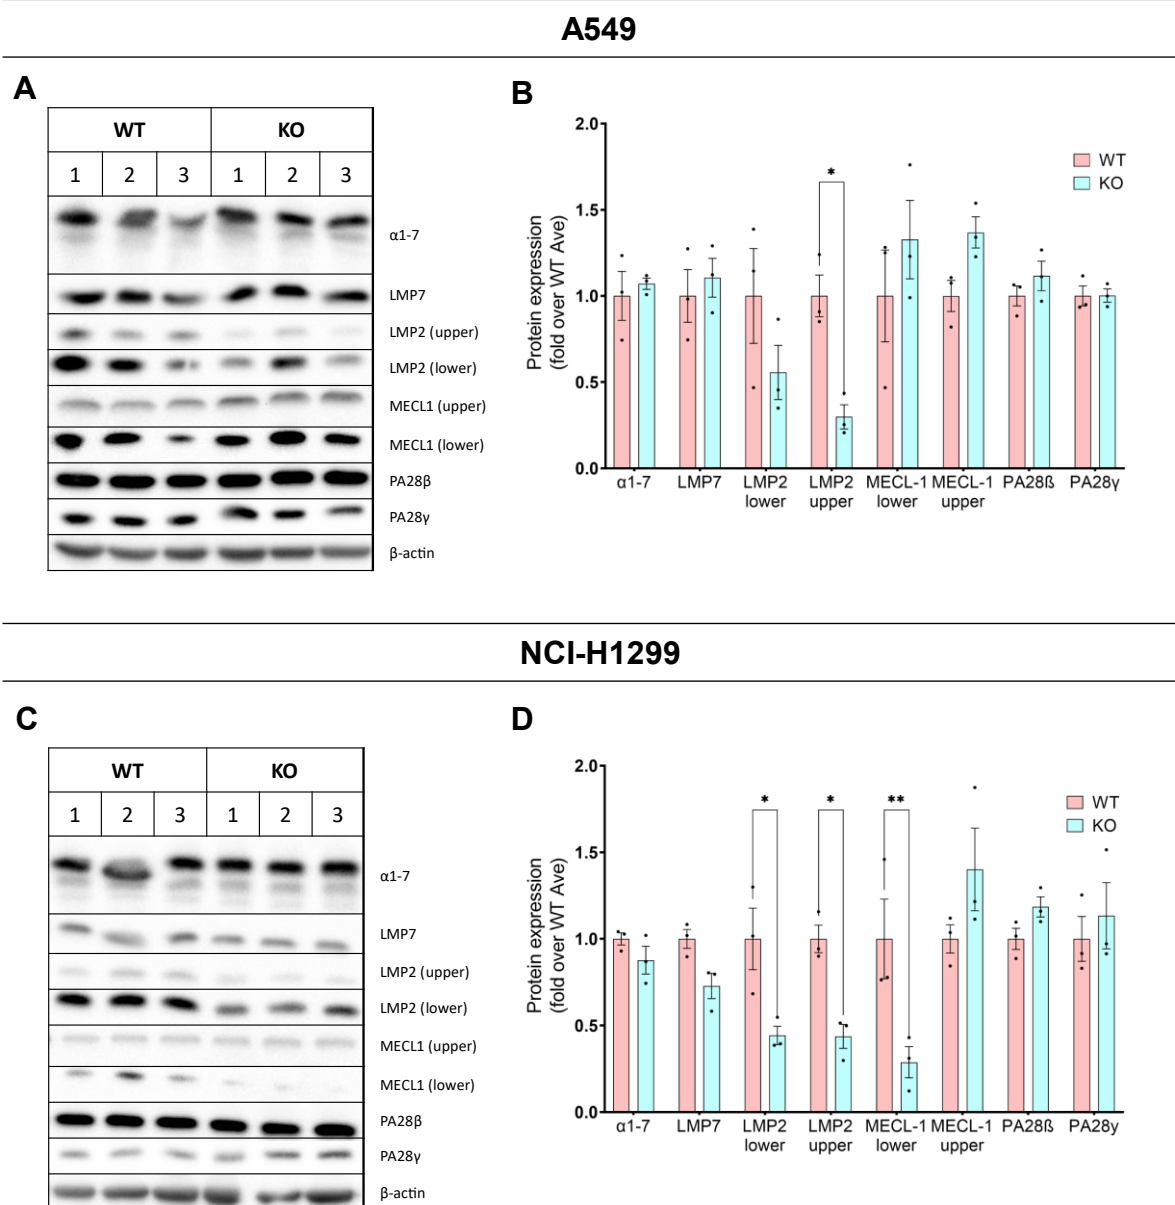 A549
A
WT KO
1 2 3 1 2 3
α1-7
LMP7
LMP2 (upper)
LMP2 (lower)
MECL1 (upper)
MECL1 (lower)
PA28β
PA28γ
β-actin
B
Protein expression
(fold over WT Ave)
2.0
1.5
1.0
0.5
0.0
*
WT
KO
α1-7 LMP7 LMP2 LMP2 MECL-1 MECL-1 PA28ß PA28γ
lower upper lower upper
NCI-H1299
C
WT KO
1 2 3 1 2 3
α1-7
LMP7
LMP2 (upper)
LMP2 (lower)
MECL1 (upper)
MECL1 (lower)
PA28β
PA28γ
β-actin
D
Protein expression
(fold over WT Ave)
2.0
1.5
1.0
0.5
0.0
* * **
WT
KO
α1-7 LMP7 LMP2 LMP2 MECL-1 MECL-1 PA28ß PA28y
lower upper lower upper